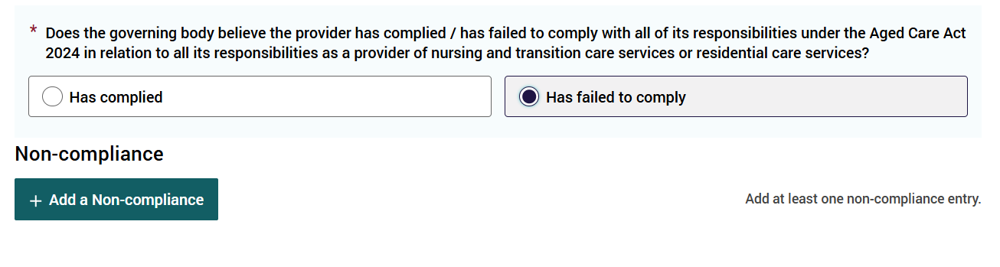 * Does the governing body believe the provider has complied / has failed to comply with all of its responsibilities under the Aged Care Act
2024 in relation to all its responsibilities as a provider of nursing and transition care services or residential care services?
Has complied
Has failed to comply
Non-compliance
+ Add a Non-compliance
Add at least one non-compliance entry.